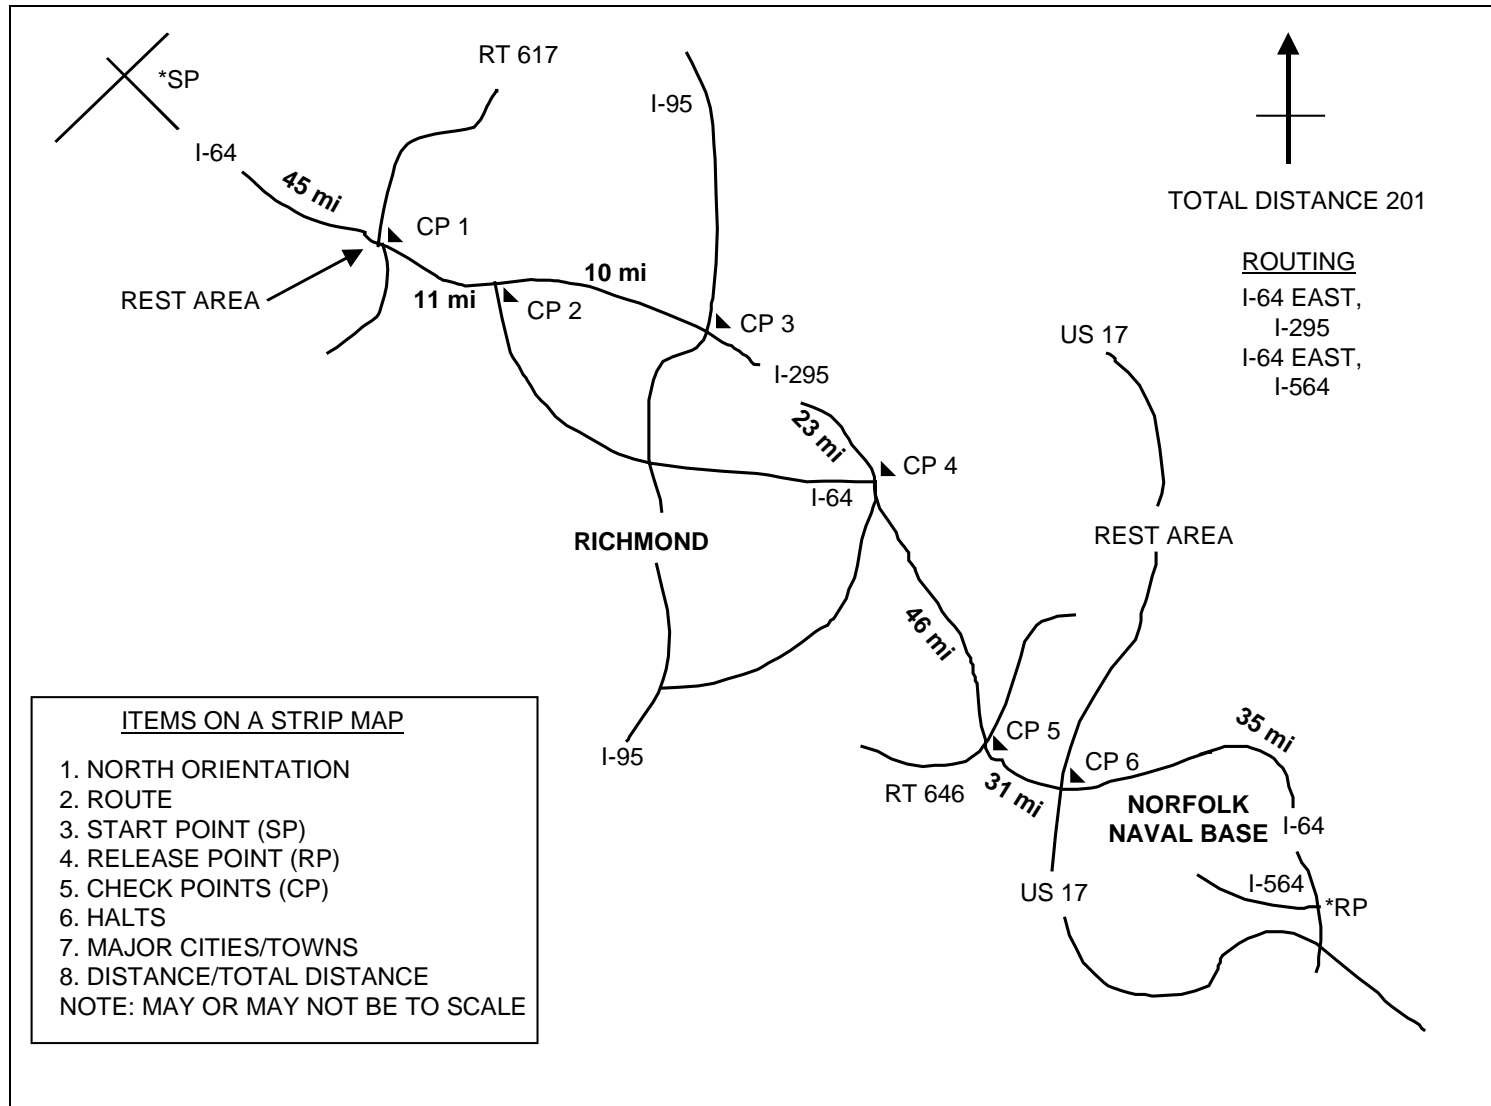 *SP
RT 617
I-95
I-64
45 mi
TOTAL DISTANCE 201
CP 1
ROUTING
I-64 EAST,
I-295
I-64 EAST,
I-564
REST AREA
11 mi
10 mi
CP 2
CP 3
US 17
I-295
23 mi
CP 4
I-64
RICHMOND
REST AREA
46 mi
I-95
CP 5
CP 6
35 mi
RT 646
31 mi
NORFOLK
NAVAL BASE
I-64
US 17
I-564
*RP
ITEMS ON A STRIP MAP
1. NORTH ORIENTATION
2. ROUTE
3. START POINT (SP)
4. RELEASE POINT (RP)
5. CHECK POINTS (CP)
6. HALTS
7. MAJOR CITIES/TOWNS
8. DISTANCE/TOTAL DISTANCE
NOTE: MAY OR MAY NOT BE TO SCALE